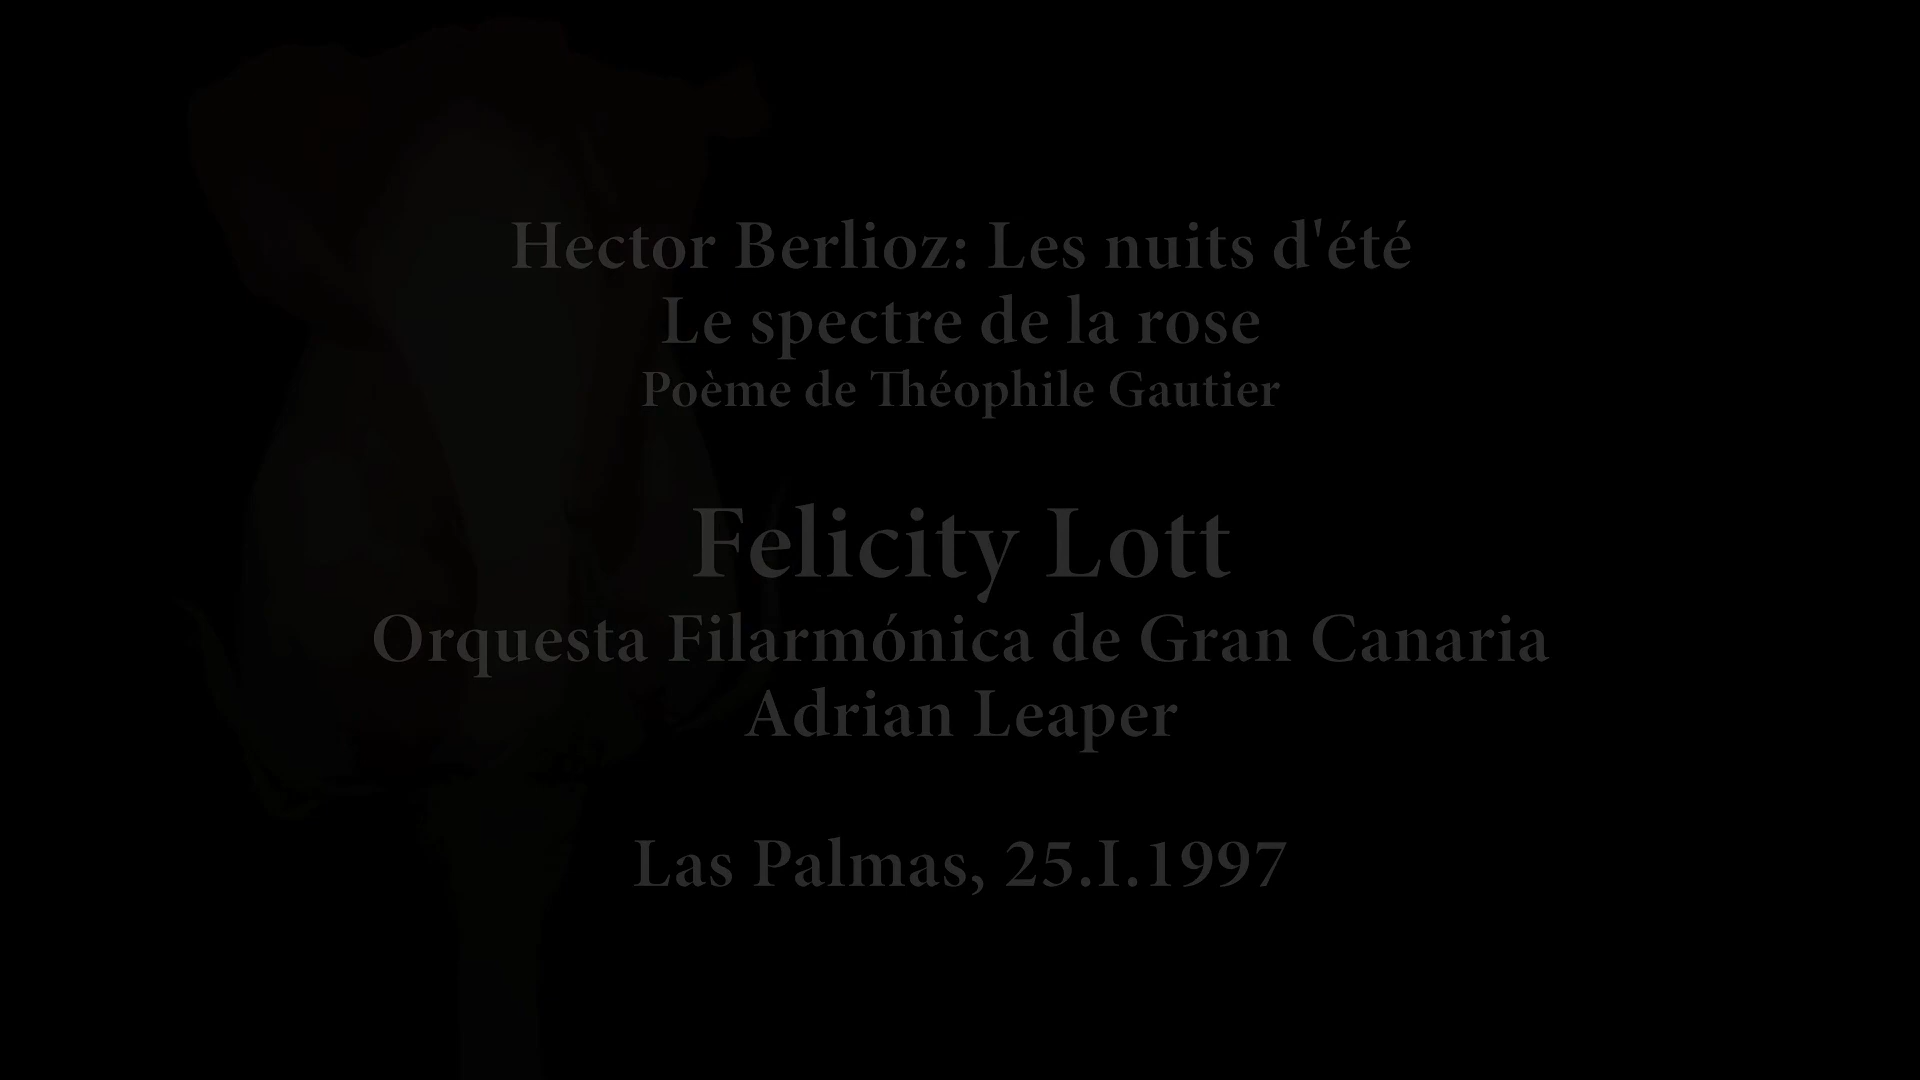 Hector Berlioz: Les nuits d'été
Le spectre de la rose
Poème de Théophile Gautier
Felicity Lott
Orquesta Filarmónica de Gran Canaria
Adrian Leaper
Las Palmas, 25.I.1997